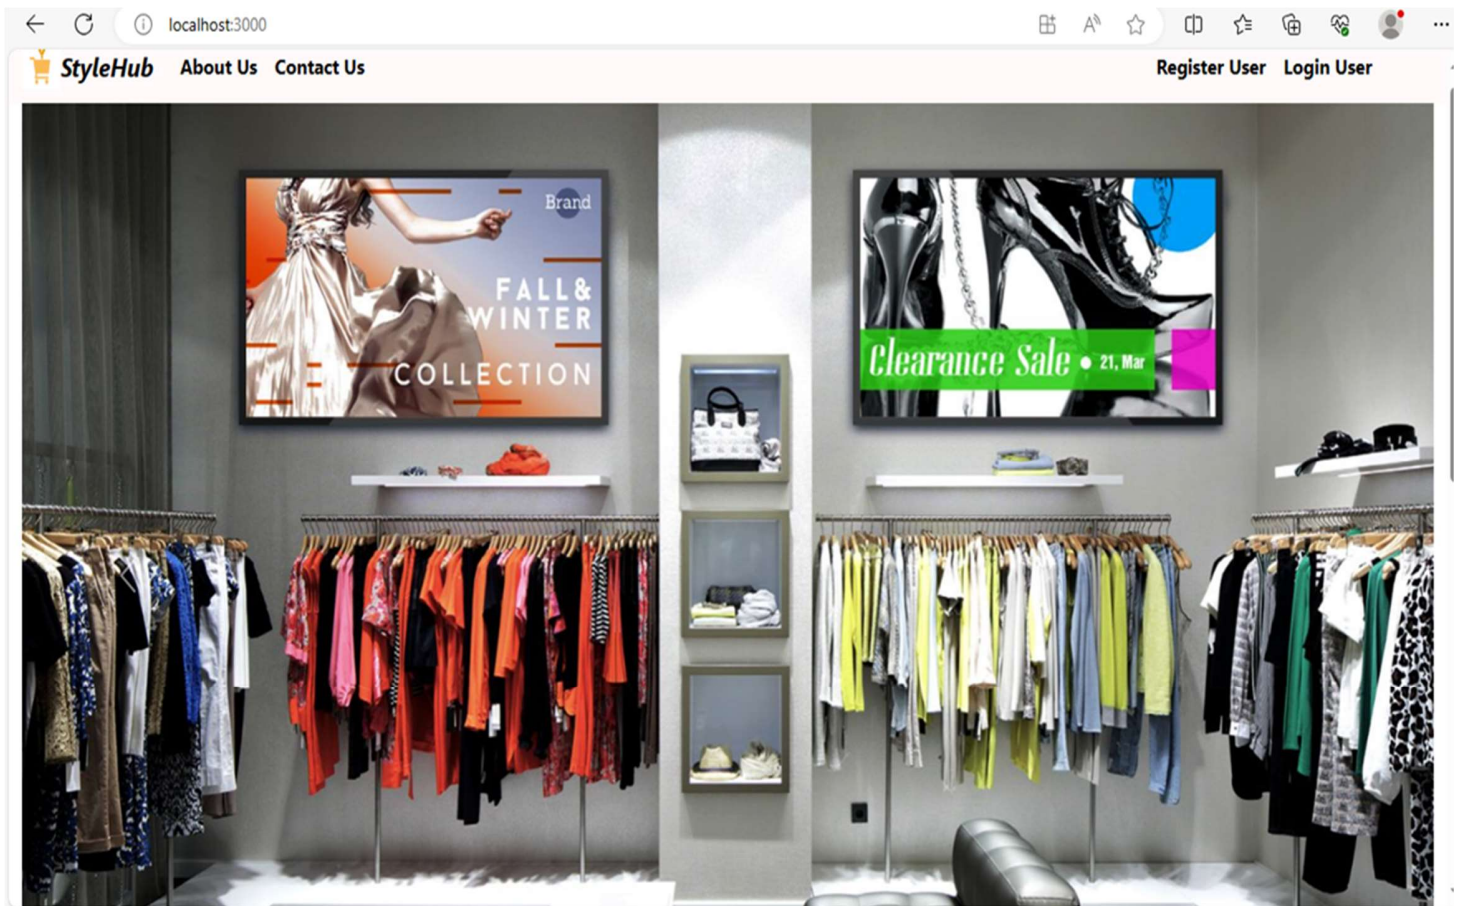 localhost:3000
StyleHub About Us Contact Us Register User Login User
Brand
FALL&
WINTER
COLLECTION
Clearance Sale • 21, Mar